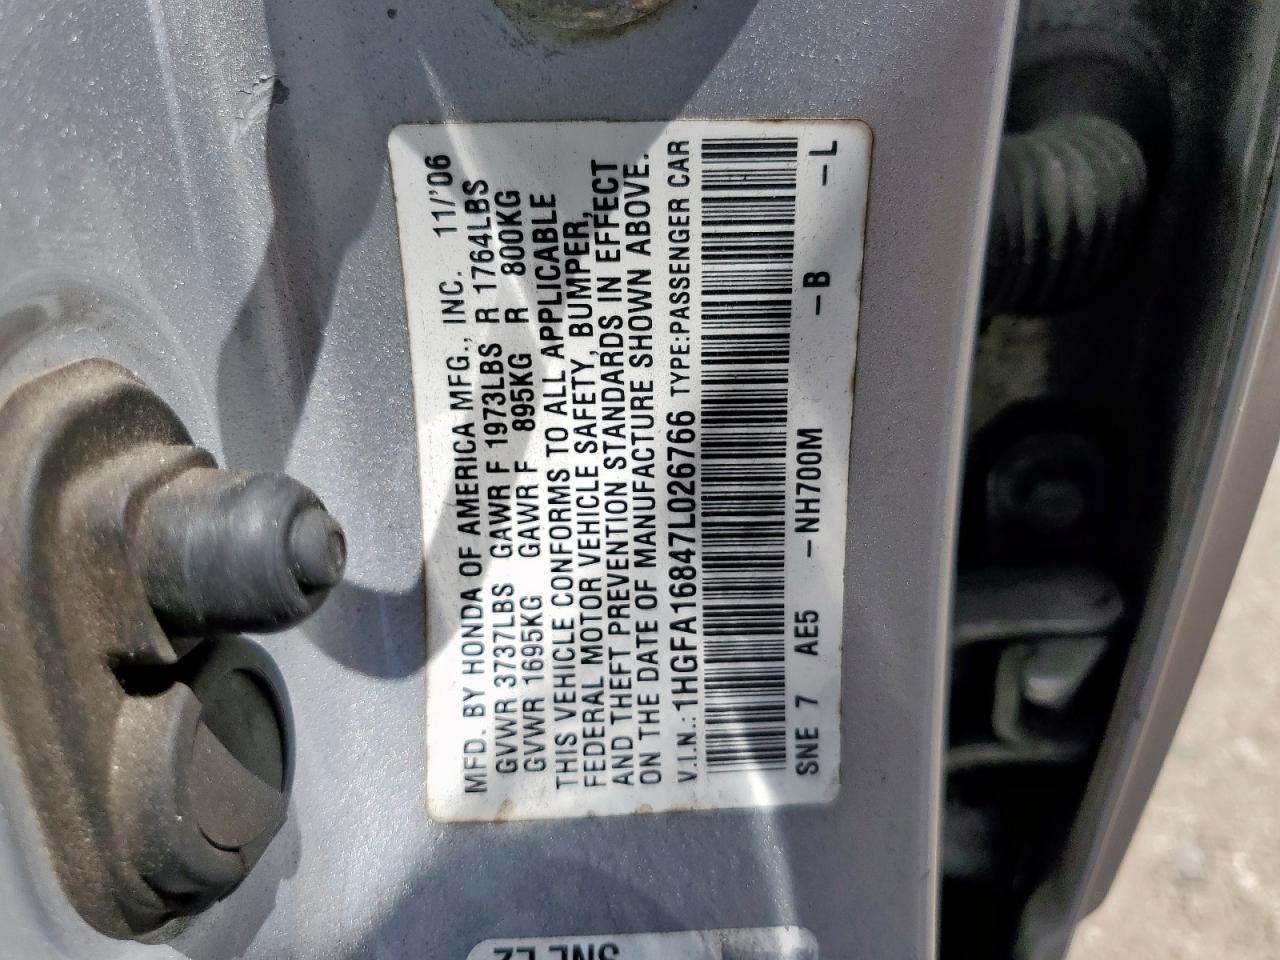 MFD. BY HONDA OF AMERICA MFG., INC. 11/'06
GVWR 3737LBS GAWR F 1973LBS R 1764LBS
GVWR 1695KG GAWR F 895KG R 800KG
THIS VEHICLE CONFORMS TO ALL APPLICABLE
FEDERAL MOTOR VEHICLE SAFETY, BUMPER,
AND THEFT PREVENTION STANDARDS IN EFFECT
ON THE DATE OF MANUFACTURE SHOWN ABOVE.
V.I.N.: 1HGFA16847L026766 TYPE:PASSENGER CAR
SNE 7 AE5 -NH700M -B -L